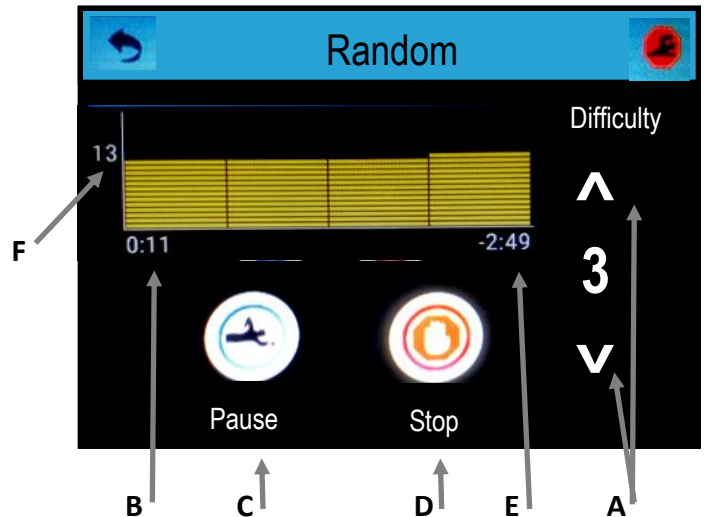 Random
Difficulty
13
F
0:11
-2:49
3
Pause
Stop
B
C
D
E
A